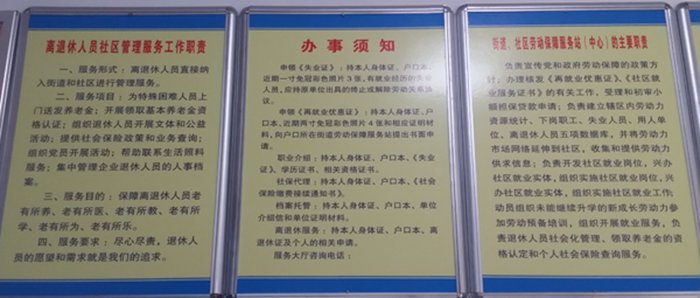 离退休人员社区管理服务工作职责
一、服务形式：离退休人员直接纳
入街道和社区进行管理服务。
二、服务项目：为特殊困难人员上
门送发养老金；开展领取基本养老金资
格认证；组织退休人员开展文体和公益
活动；提供社会保险政策和业务查询；
组织党员开展活动；帮助联系生活照料
服务；集中管理企业退休人员的人事档
案。
三、服务目的：保障离退休人员老
有所养、老有所医、老有所教、老有所
学、老有所为、老有所乐。
四、服务要求：尽心尽责，退休人
员的愿望和需求就是我们的追求。
办事须知
申领《失业证》：持本人身体证、户口本、
近期一寸免冠彩色照片3张，有就业经历的失业人
员，应持原单位出具的终止或解除劳动关系协
议。
申领《再就业优惠证》：持本人身体证、户口
本，近期两寸免冠彩色照片4张和相应证明材料，
向户口所在街道劳动保障服务站提出书面申
请。
职业介绍：持本人身体证、户口本、《失业
证》、学历证书、相关资格证书。
社保代理：持本人身体证、户口本、《社会
保险缴费接续通知书》。
档案托管：持本人身体证、户口本、单位
介绍信和单位证明材料。
离退休服务：持本人身体证、户口本、离
退休证及个人的相关申请。
服务大厅咨询电话：
街道、社区劳动保障服务站（中心）的主要职责
负责宣传党和政府劳动保障的政策方
针；办理核发《再就业优惠证》、《社区就
业服务证书》的有关工作，受理和初审小
额担保贷款申请；负责建立辖区内劳动力
资源统计、下岗职工、失业人员、用人单
位、离退休人员五项数据库，并将劳动力
市场网络延伸到社区，收集和提供劳动力
供求信息；负责开发社区就业岗位，兴办
社区就业实体，组织实施社区就业岗位，兴
办社区就业实体，组织实施社区就业工作；
动员组织未能继续升学的新成长劳动力参
加劳动预备培训，组织开展就业服务，负
责退休人员社会化管理、领取养老金的资
格认定和个人社会保险查询服务。